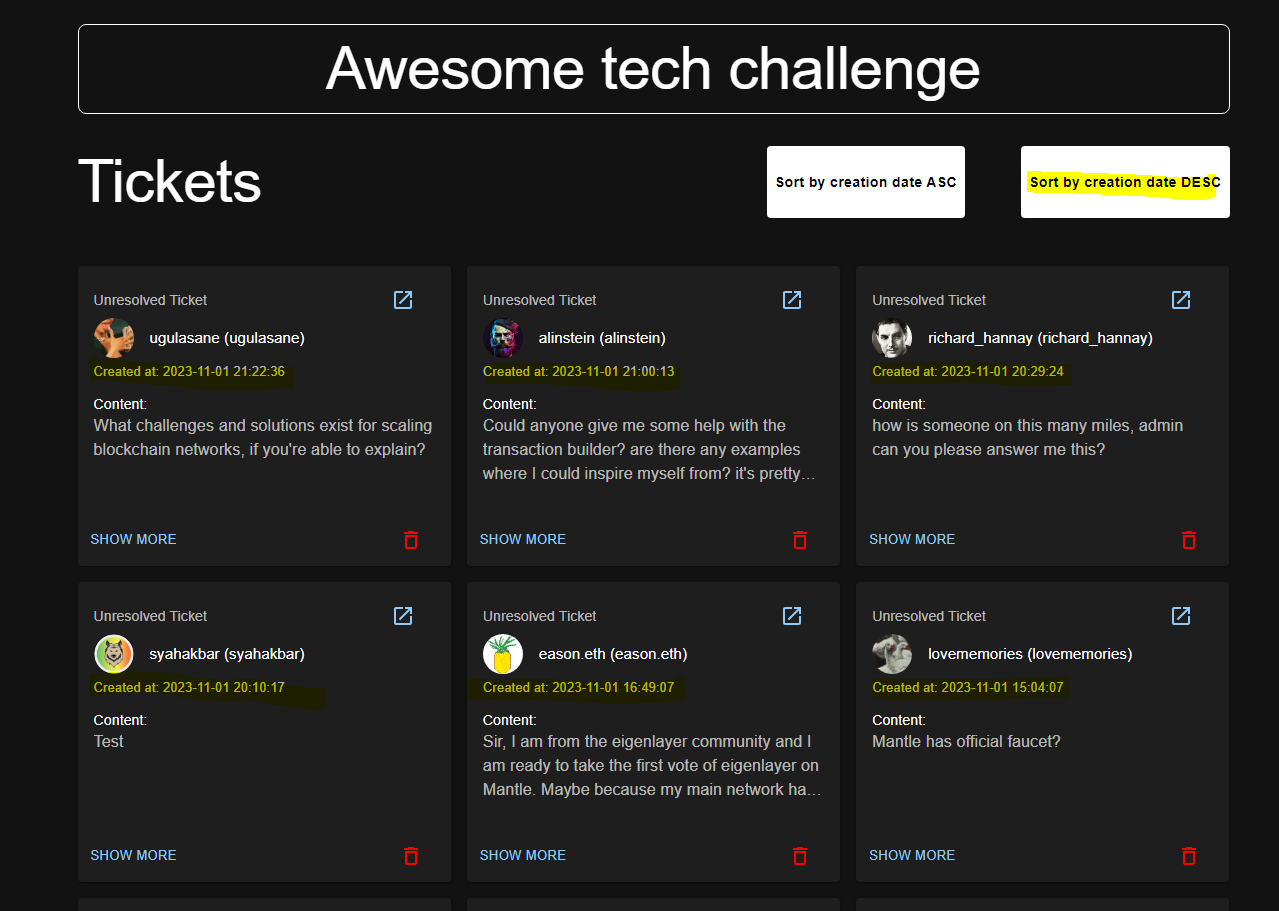 Awesome tech challenge
Tickets
Sort by creation date ASC
Sort by creation date DESC
Unresolved Ticket
ugulasane (ugulasane)
Created at: 2023-11-01 21:22:36
Content:
What challenges and solutions exist for scaling
blockchain networks, if you're able to explain?
SHOW MORE
Unresolved Ticket
alinstein (alinstein)
Created at: 2023-11-01 21:00:13
Content:
Could anyone give me some help with the
transaction builder? are there any examples
where I could inspire myself from? it's pretty…
SHOW MORE
Unresolved Ticket
richard_hannay (richard_hannay)
Created at: 2023-11-01 20:29:24
Content:
how is someone on this many miles, admin
can you please answer me this?
SHOW MORE
Unresolved Ticket
syahakbar (syahakbar)
Created at: 2023-11-01 20:10:17
Content:
Test
SHOW MORE
Unresolved Ticket
eason.eth (eason.eth)
Created at: 2023-11-01 16:49:07
Content:
Sir, I am from the eigenlayer community and I
am ready to take the first vote of eigenlayer on
Mantle. Maybe because my main network ha…
SHOW MORE
Unresolved Ticket
lovememories (lovememories)
Created at: 2023-11-01 15:04:07
Content:
Mantle has official faucet?
SHOW MORE